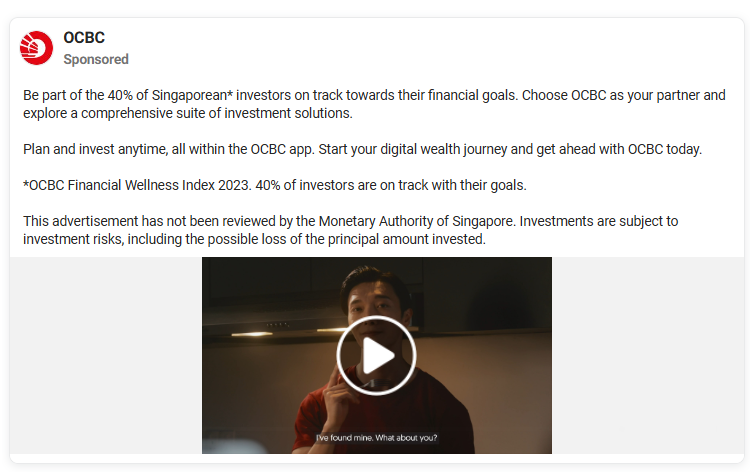 OCBC
Sponsored
Be part of the 40% of Singaporean* investors on track towards their financial goals. Choose OCBC as your partner and
explore a comprehensive suite of investment solutions.
Plan and invest anytime, all within the OCBC app. Start your digital wealth journey and get ahead with OCBC today.
*OCBC Financial Wellness Index 2023. 40% of investors are on track with their goals.
This advertisement has not been reviewed by the Monetary Authority of Singapore. Investments are subject to
investment risks, including the possible loss of the principal amount invested.
I've found mine. What about you?